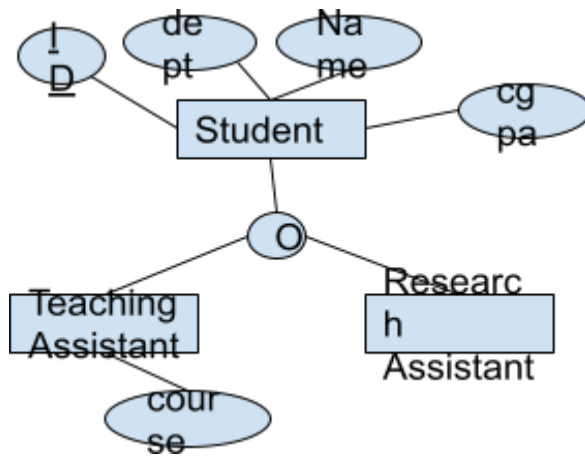 I
D
de
pt
Na
me
cg
pa
Student
O
Teaching
Assistant
Researc
h
Assistant
cour
se